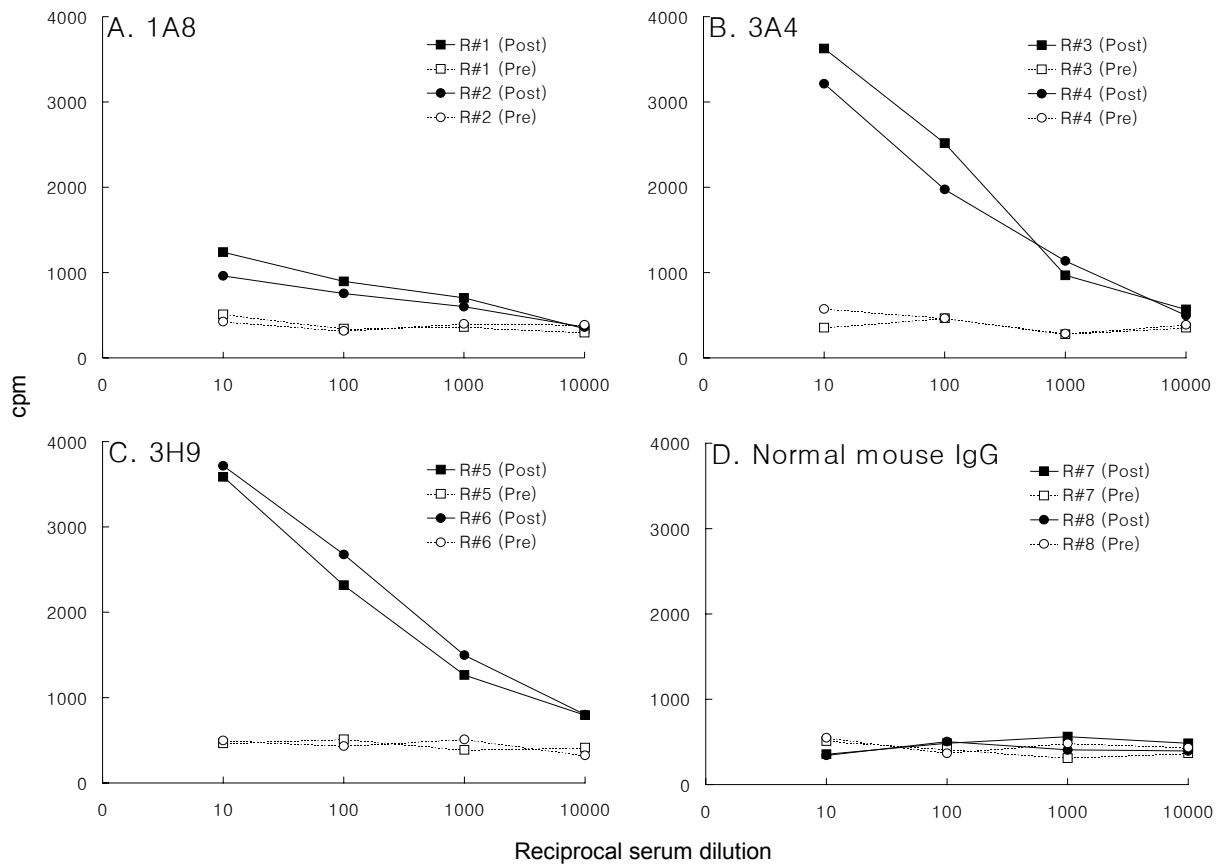 A. 1A8
R#1 (Post)
R#1 (Pre)
R#2 (Post)
R#2 (Pre)
4000
3000
2000
1000
0
0 10 100 1000 10000
B. 3A4
R#3 (Post)
R#3 (Pre)
R#4 (Post)
R#4 (Pre)
4000
3000
2000
1000
0
0 10 100 1000 10000
cpm
C. 3H9
R#5 (Post)
R#5 (Pre)
R#6 (Post)
R#6 (Pre)
4000
3000
2000
1000
0
0 10 100 1000 10000
D. Normal mouse IgG
R#7 (Post)
R#7 (Pre)
R#8 (Post)
R#8 (Pre)
4000
3000
2000
1000
0
0 10 100 1000 10000
Reciprocal serum dilution